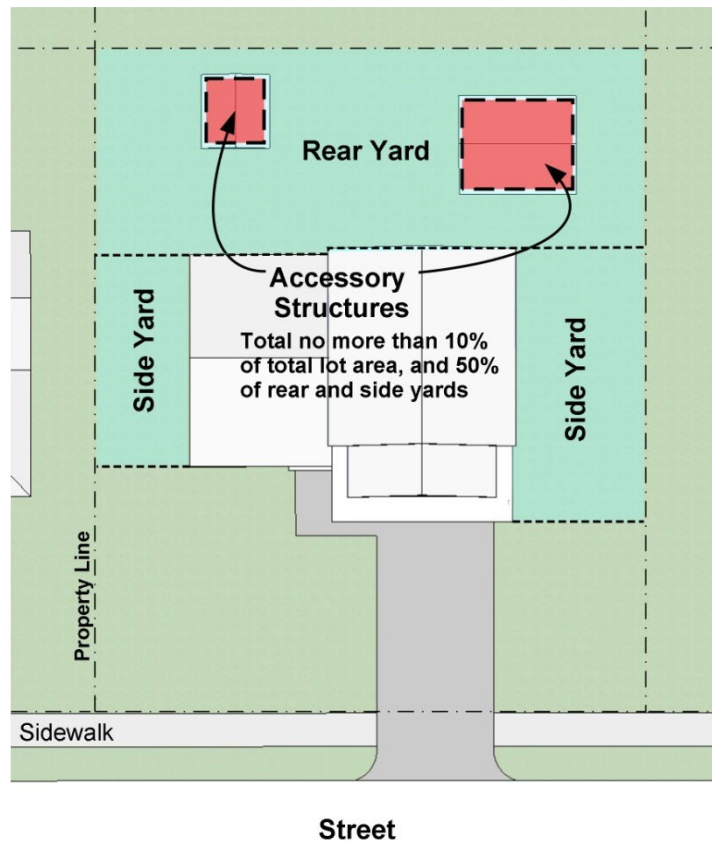 Rear Yard
Accessory
Structures
Total no more than 10%
of total lot area, and 50%
of rear and side yards
Side Yard
Side Yard
Property Line
Sidewalk
Street